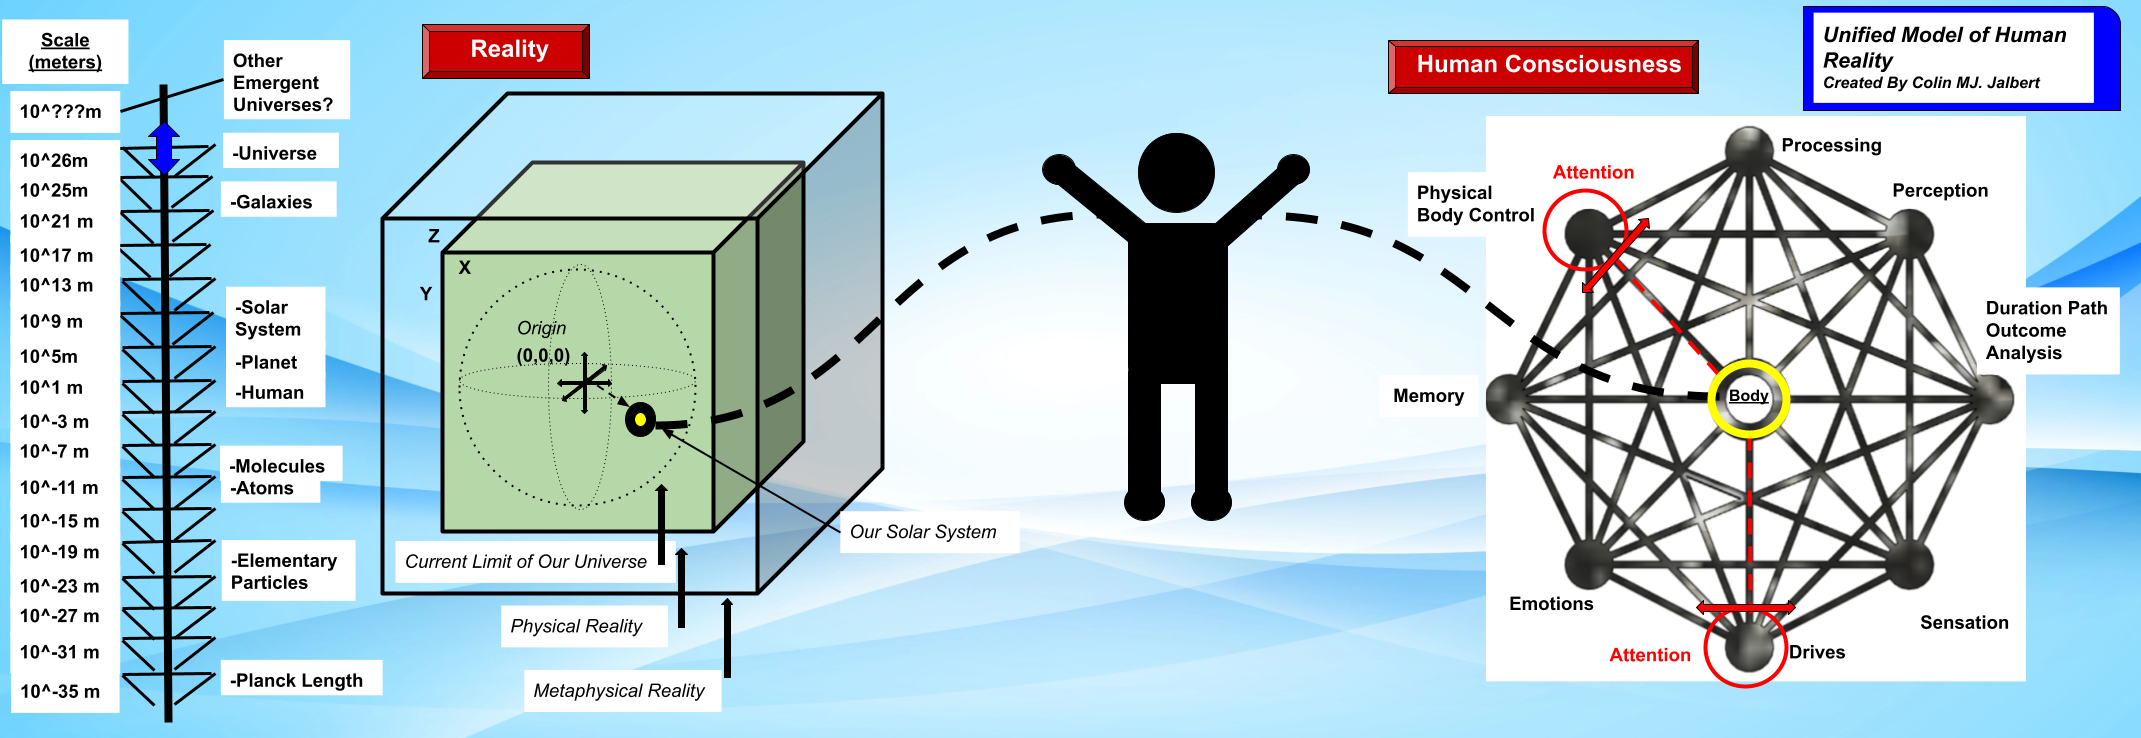 Scale
(meters)
10^???m
10^26m
10^25m
10^21 m
10^17 m
10^13 m
10^9 m
10^5m
10^1 m
10^-3 m
10^-7 m
10^-11 m
10^-15 m
10^-19 m
10^-23 m
10^-27 m
10^-31 m
10^-35 m
Other
Emergent
Universes?
-Universe
-Galaxies
-Solar
System
-Planet
-Human
-Molecules
-Atoms
-Elementary
Particles
-Planck Length
Reality
Z
X
Y
Origin
(0,0,0)
Our Solar System
Current Limit of Our Universe
Physical Reality
Metaphysical Reality
Human Consciousness
Unified Model of Human
Reality
Created By Colin MJ. Jalbert
Processing
Attention
Perception
Physical
Body Control
Duration Path
Outcome
Analysis
Memory
Body
Emotions
Sensation
Attention
Drives